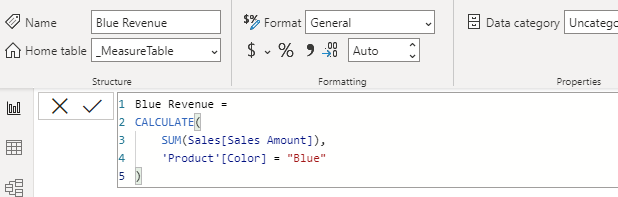 Name Blue Revenue
Home table _MeasureTable
Structure
$% Format General
$ % 9 .00 Auto
Formatting
Data category Uncatego
Properties
1 Blue Revenue =
2 CALCULATE(
3 SUM(Sales[Sales Amount]),
4 'Product'[Color] = "Blue"
5 )